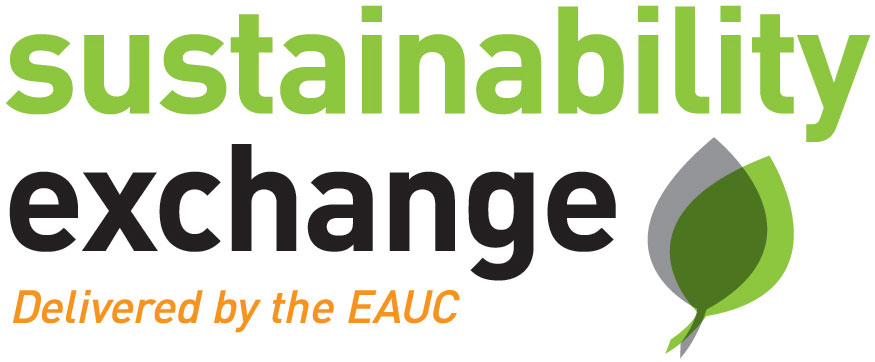 sustainability
exchange
Delivered by the EAUC